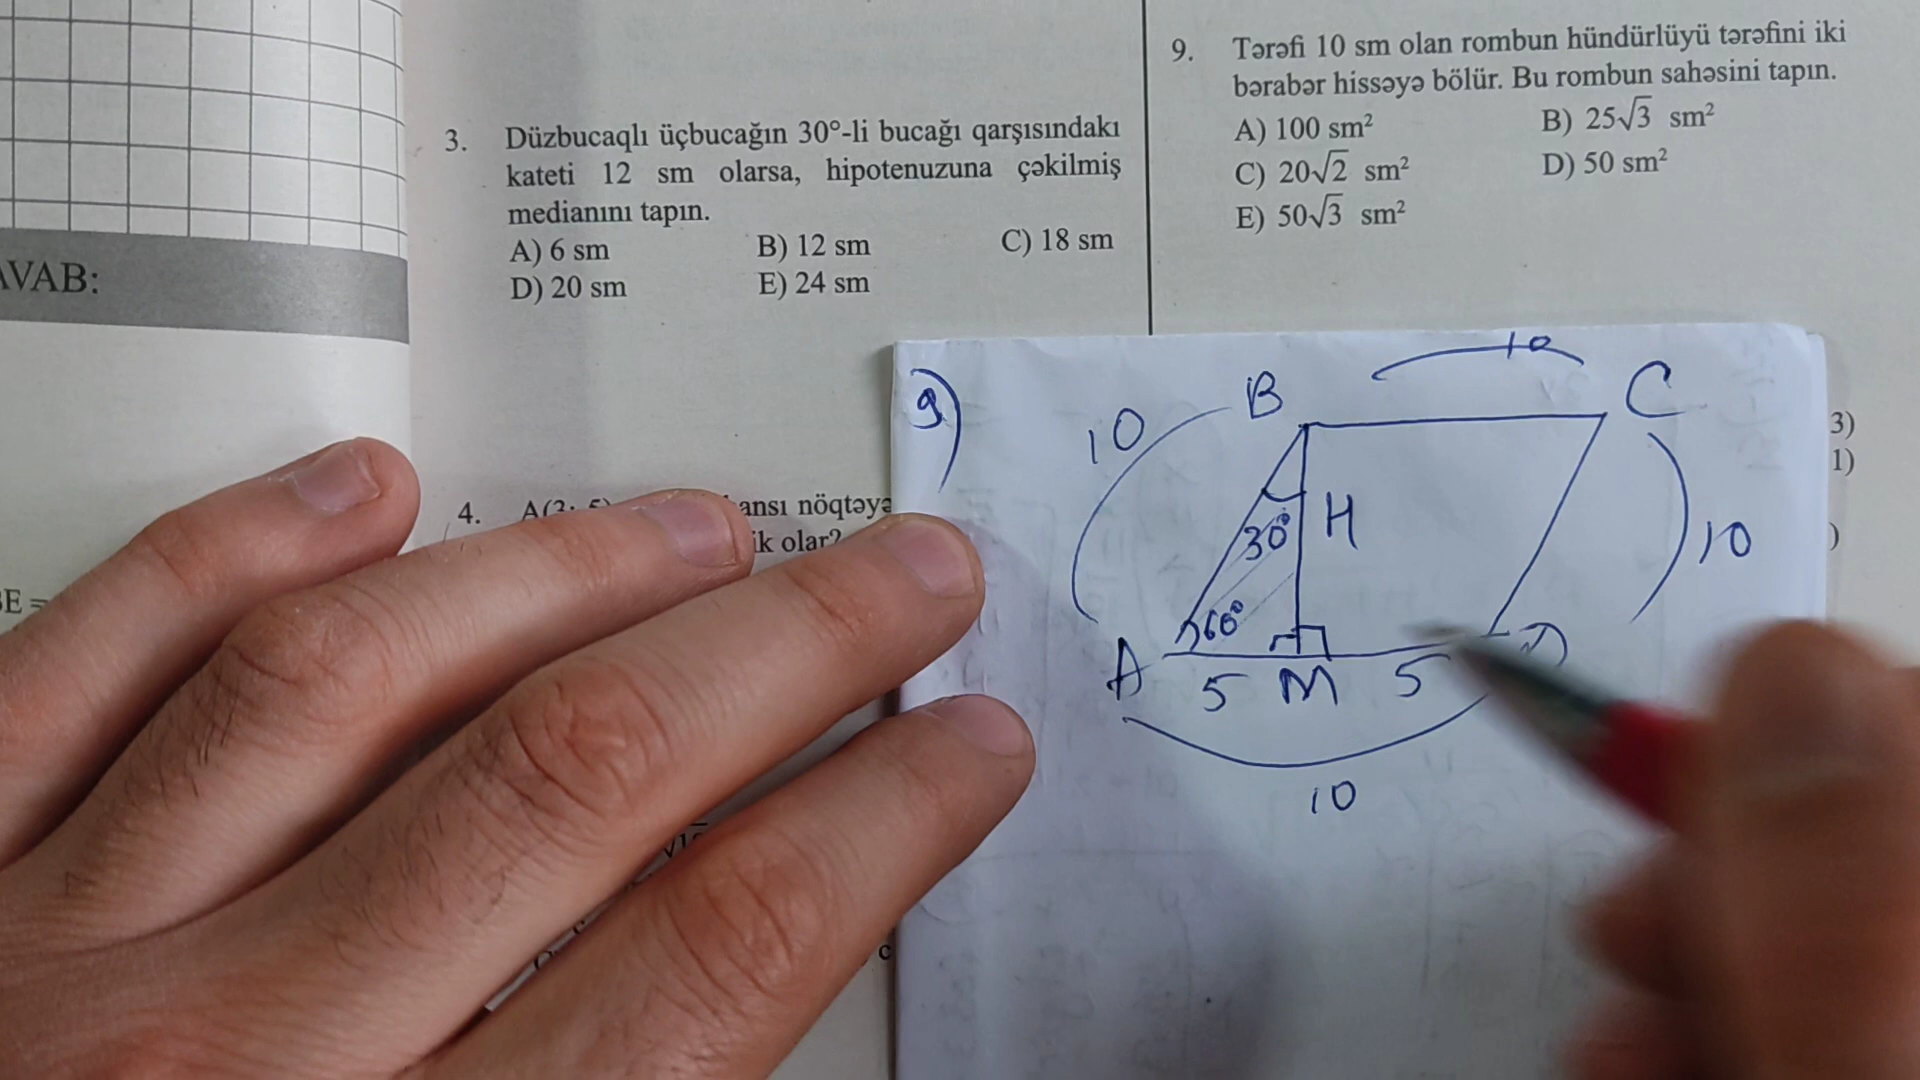 AVAB:
BE =
3. Düzbucaqlı üçbucağın 30°-li bucağı qarşısındakı
kateti 12 sm olarsa, hipotenuzuna çəkilmiş
medianını tapın.
A) 6 sm B) 12 sm C) 18 sm
D) 20 sm E) 24 sm
4.
nöqtəyə
olar?
9. Tərəfi 10 sm olan rombun hündürlüyü tərəfini iki
bərabər hissəyə bölür. Bu rombun sahəsini tapın.
A) 100 sm² B) 25√3 sm²
C) 20√2 sm² D) 50 sm²
E) 50√3 sm²
3)
1)
)
9)
10
B C
10
30° H
10
60°
A 5 M 5 D
10